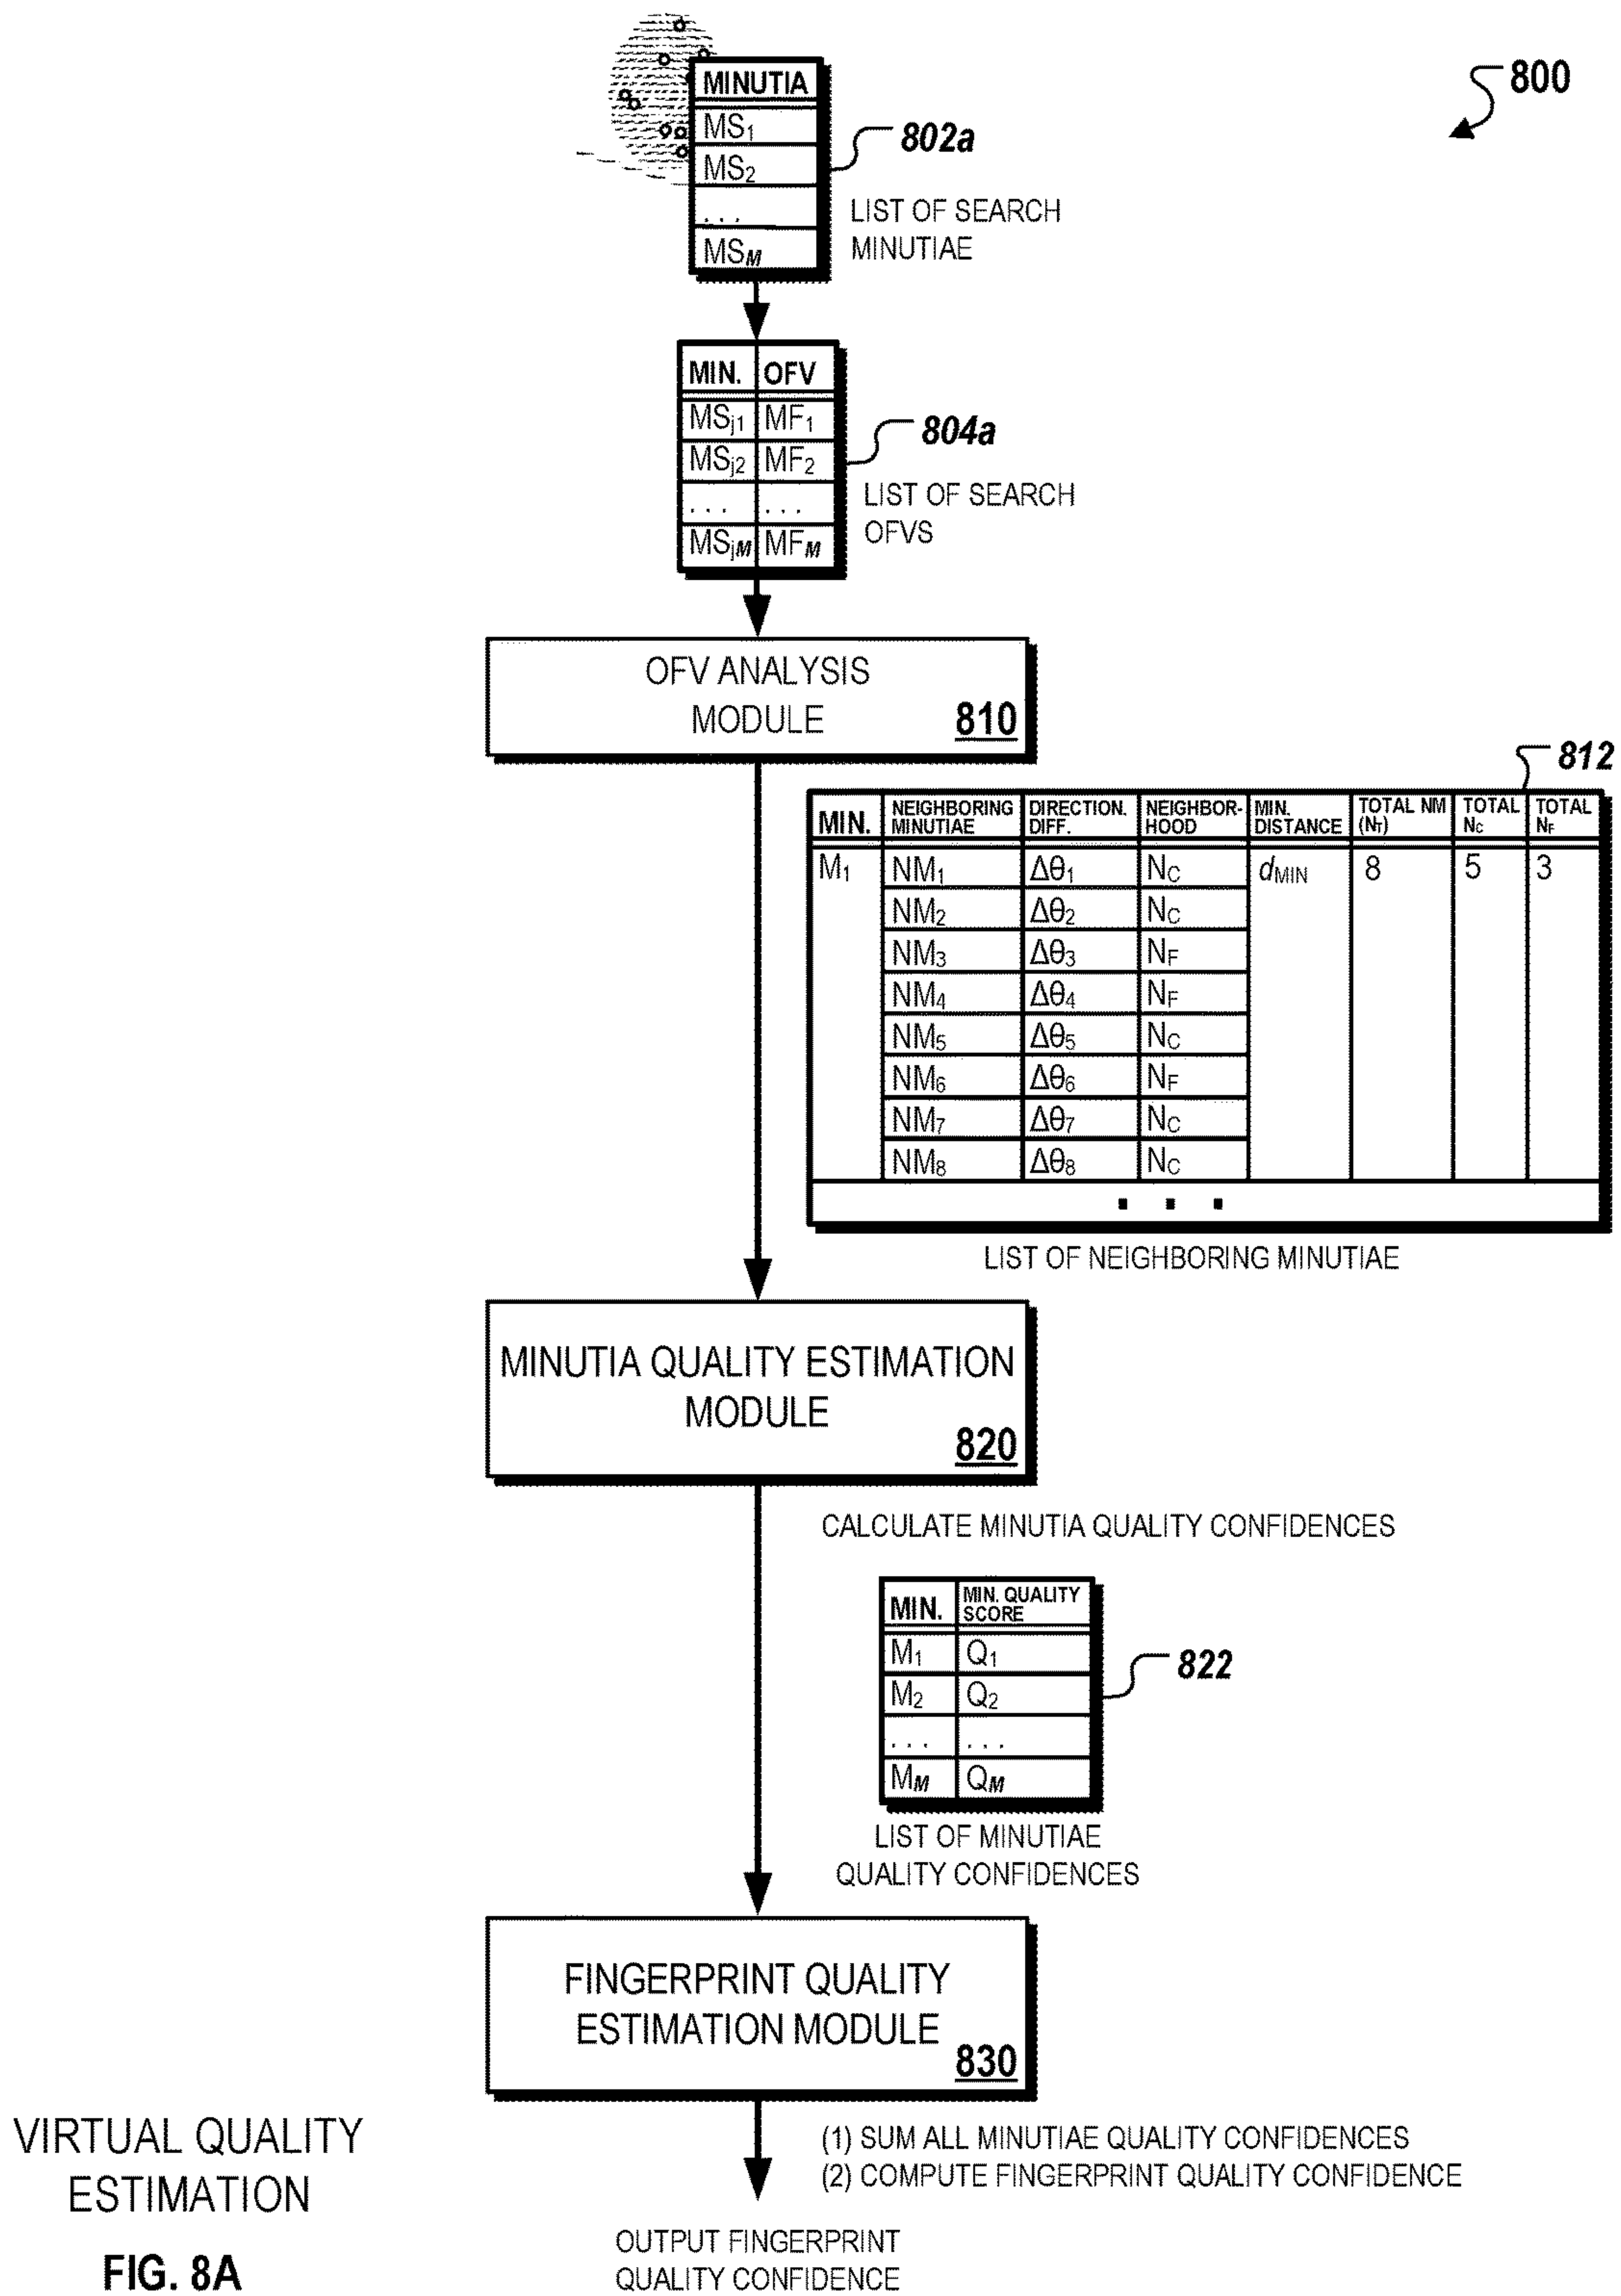 800
MINUTIA
MS1
MS2
. . .
MSM
802a
LIST OF SEARCH
MINUTIAE
MIN. OFV
MSj1 MF1
MSj2 MF2
. . . . . .
MSjM MFM
804a
LIST OF SEARCH
OFVS
OFV ANALYSIS
MODULE
810
812
MIN. NEIGHBORING MINUTIAE DIRECTION. DIFF. NEIGHBOR-HOOD MIN. DISTANCE TOTAL NM (NT) TOTAL NC TOTAL NF
M1 NM1 Δθ1 NC dMIN 8 5 3
NM2 Δθ2 NC
NM3 Δθ3 NF
NM4 Δθ4 NF
NM5 Δθ5 NC
NM6 Δθ6 NF
NM7 Δθ7 NC
NM8 Δθ8 NC
. . .
LIST OF NEIGHBORING MINUTIAE
MINUTIA QUALITY ESTIMATION
MODULE
820
CALCULATE MINUTIA QUALITY CONFIDENCES
MIN. MIN. QUALITY SCORE
M1 Q1
M2 Q2
. . . . . .
MM QM
822
LIST OF MINUTIAE
QUALITY CONFIDENCES
FINGERPRINT QUALITY
ESTIMATION MODULE
830
(1) SUM ALL MINUTIAE QUALITY CONFIDENCES
(2) COMPUTE FINGERPRINT QUALITY CONFIDENCE
OUTPUT FINGERPRINT
QUALITY CONFIDENCE
VIRTUAL QUALITY
ESTIMATION
FIG. 8A